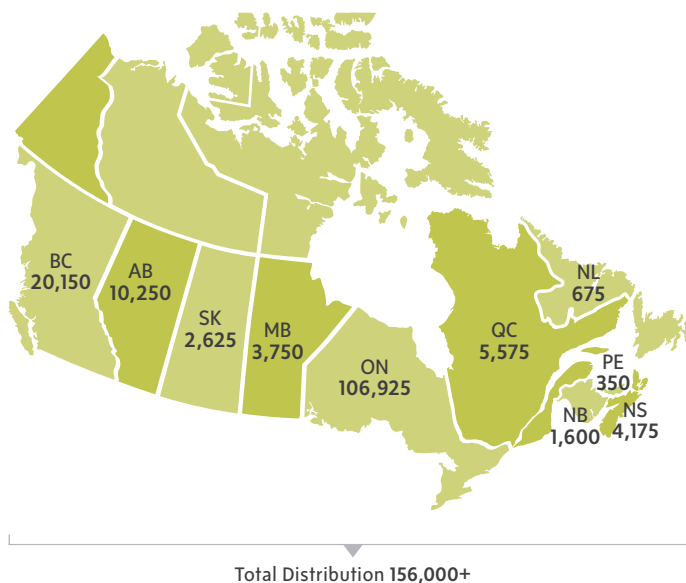 BC
20,150
AB
10,250
SK
2,625
MB
3,750
ON
106,925
QC
5,575
NL
675
PE
350
NB
1,600
NS
4,175
Total Distribution 156,000+